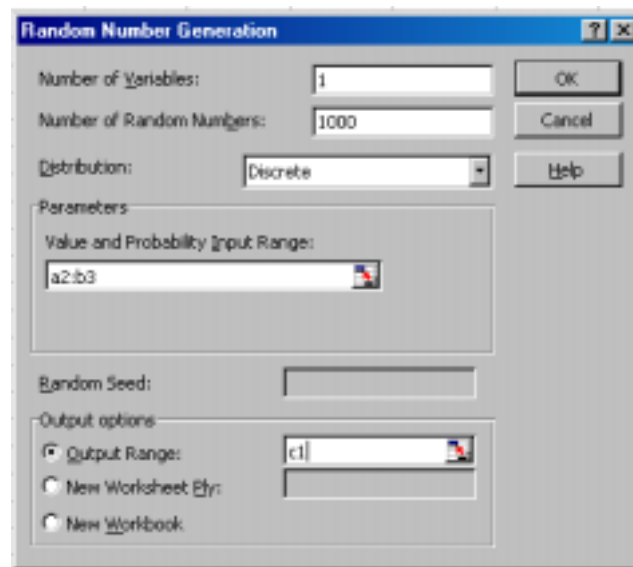 Random Number Generation
Number of Variables: 1 OK
Number of Random Numbers: 1000 Cancel
Distribution: Discrete Help
Parameters
Value and Probability Input Range:
a2:b3
Random Seed:
Output options
Output Range: c1
New Worksheet Ply:
New Workbook